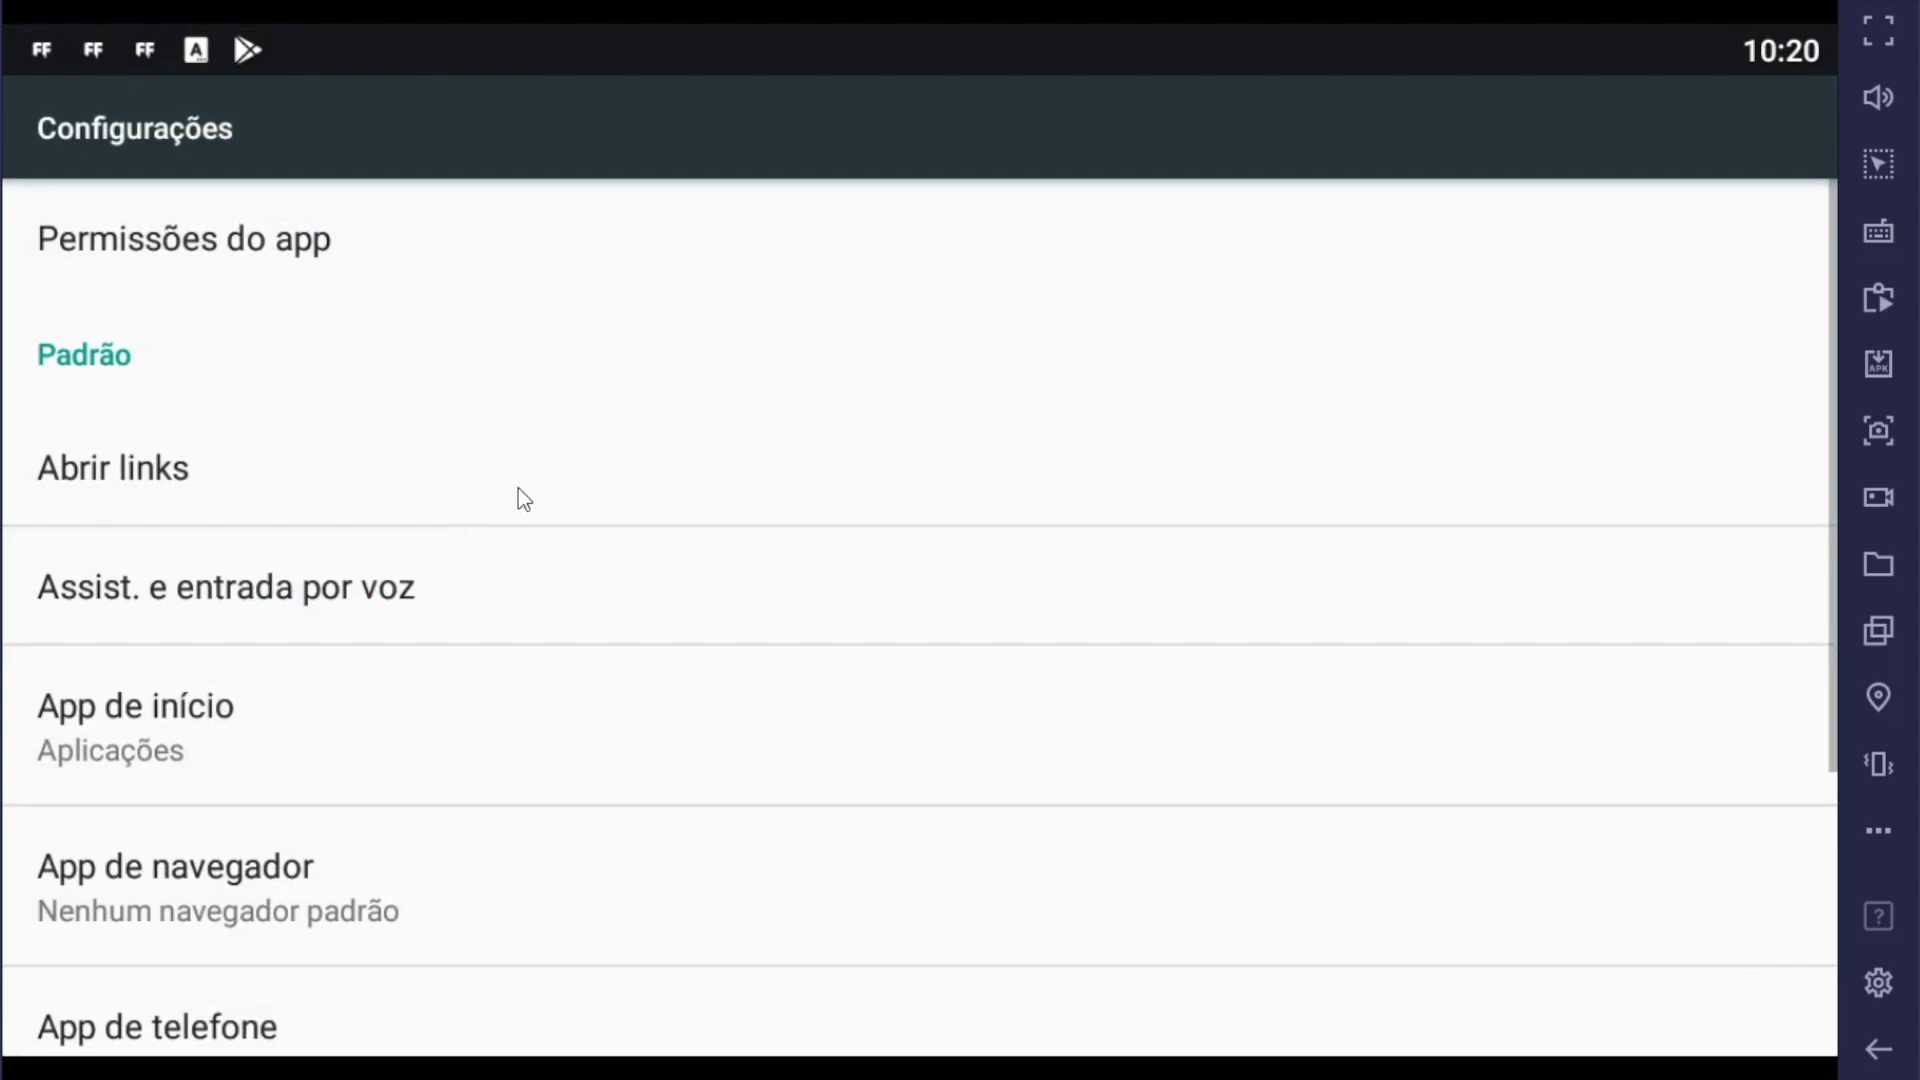 FF FF FF A 10:20
Configurações
Permissões do app
Padrão
Abrir links
Assist. e entrada por voz
App de início
Aplicações
App de navegador
Nenhum navegador padrão
App de telefone
APK
?